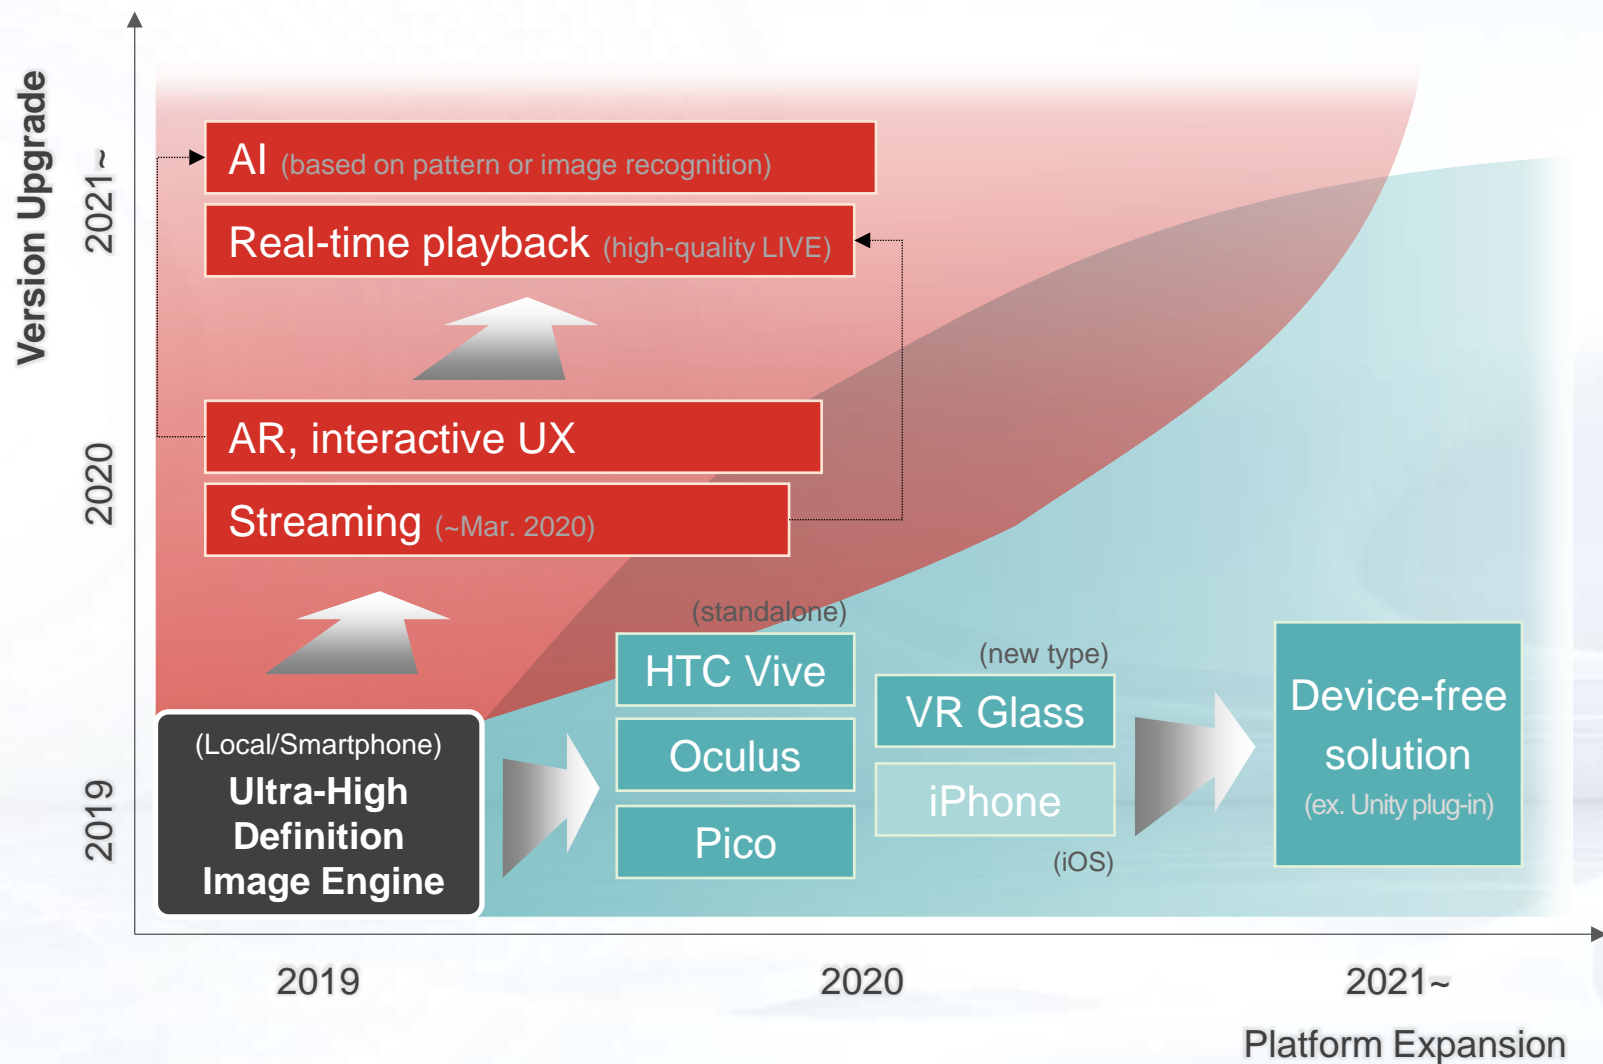 Version Upgrade
2021~
AI (based on pattern or image recognition)
Real-time playback (high-quality LIVE)
2020
AR, interactive UX
Streaming (~Mar. 2020)
2019
(Local/Smartphone)
Ultra-High
Definition
Image Engine
(standalone)
HTC Vive
Oculus
Pico
(new type)
VR Glass
iPhone
(iOS)
Device-free
solution
(ex. Unity plug-in)
2019
2020
2021~
Platform Expansion